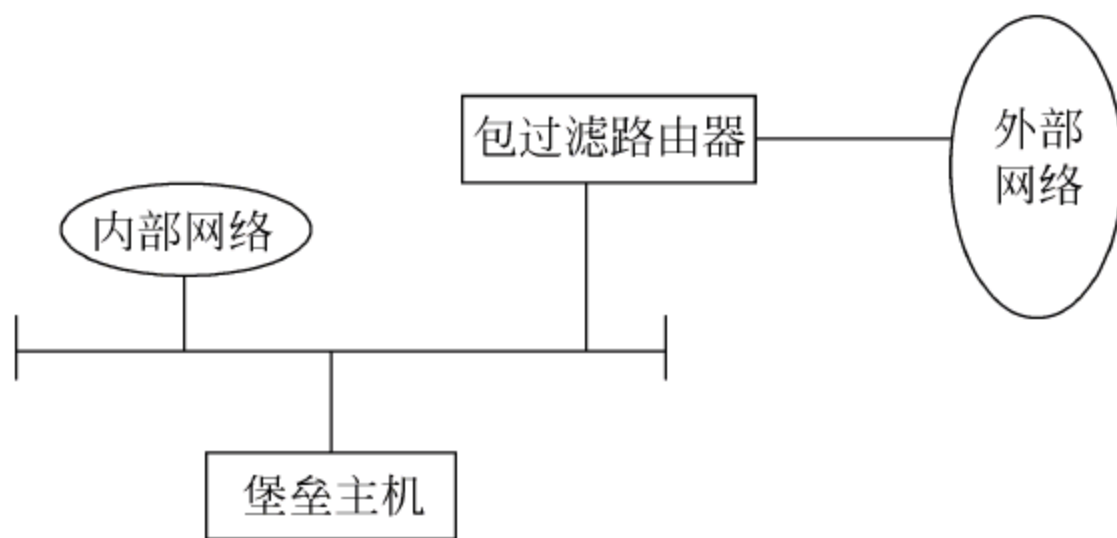 包过滤路由器
外部
网络
内部网络
堡垒主机